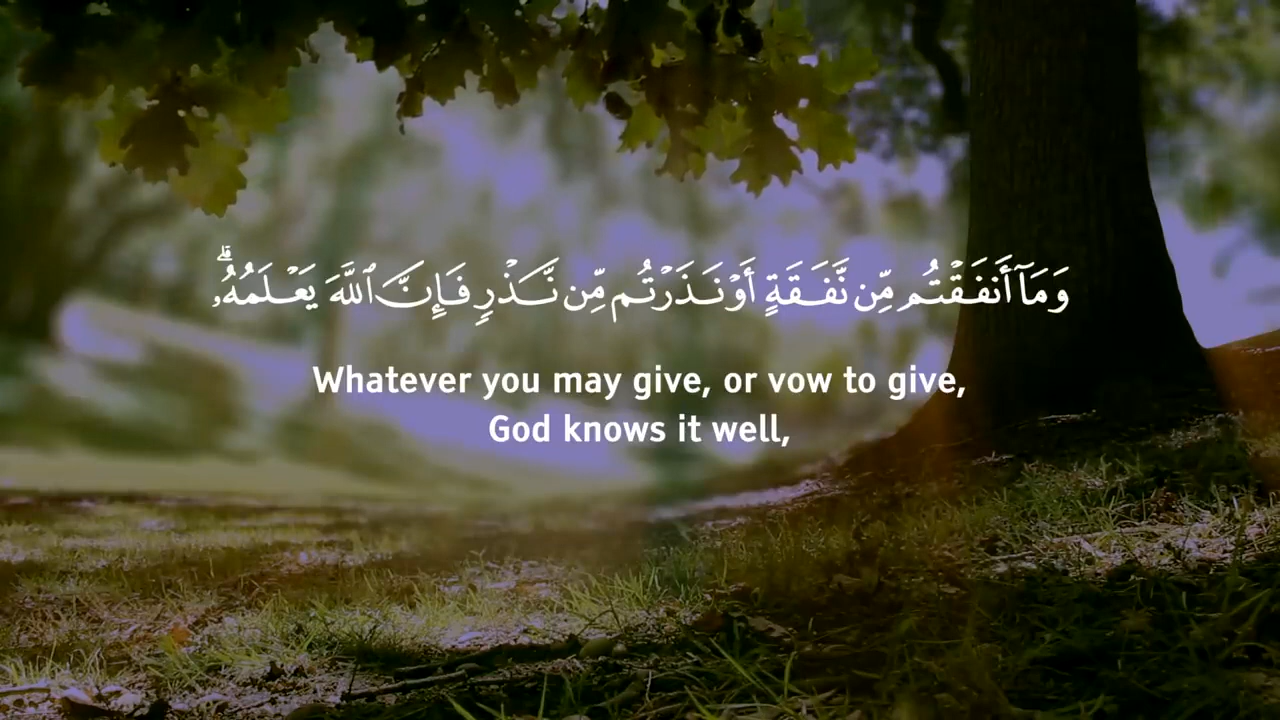 وَمَآ أَنفَقْتُم مِّن نَّفَقَةٍ أَوْ نَذَرْتُم مِّن نَّذْرٍ فَإِنَّ ٱللَّهَ يَعْلَمُهُۥ ۗ
Whatever you may give, or vow to give,
God knows it well,